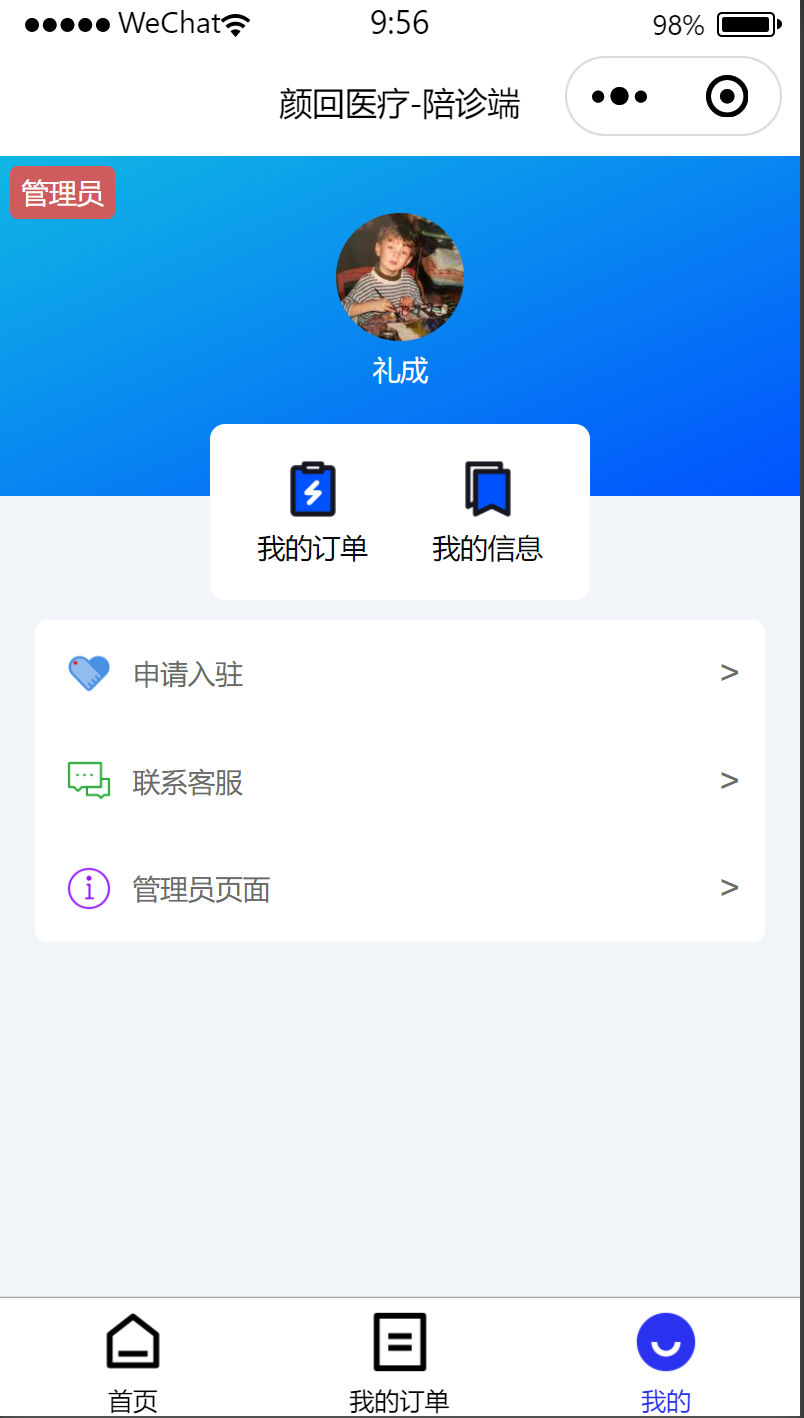 WeChat 9:56 98%
颜回医疗-陪诊端
管理员
礼成
我的订单 我的信息
申请入驻 >
联系客服 >
管理员页面 >
首页 我的订单 我的